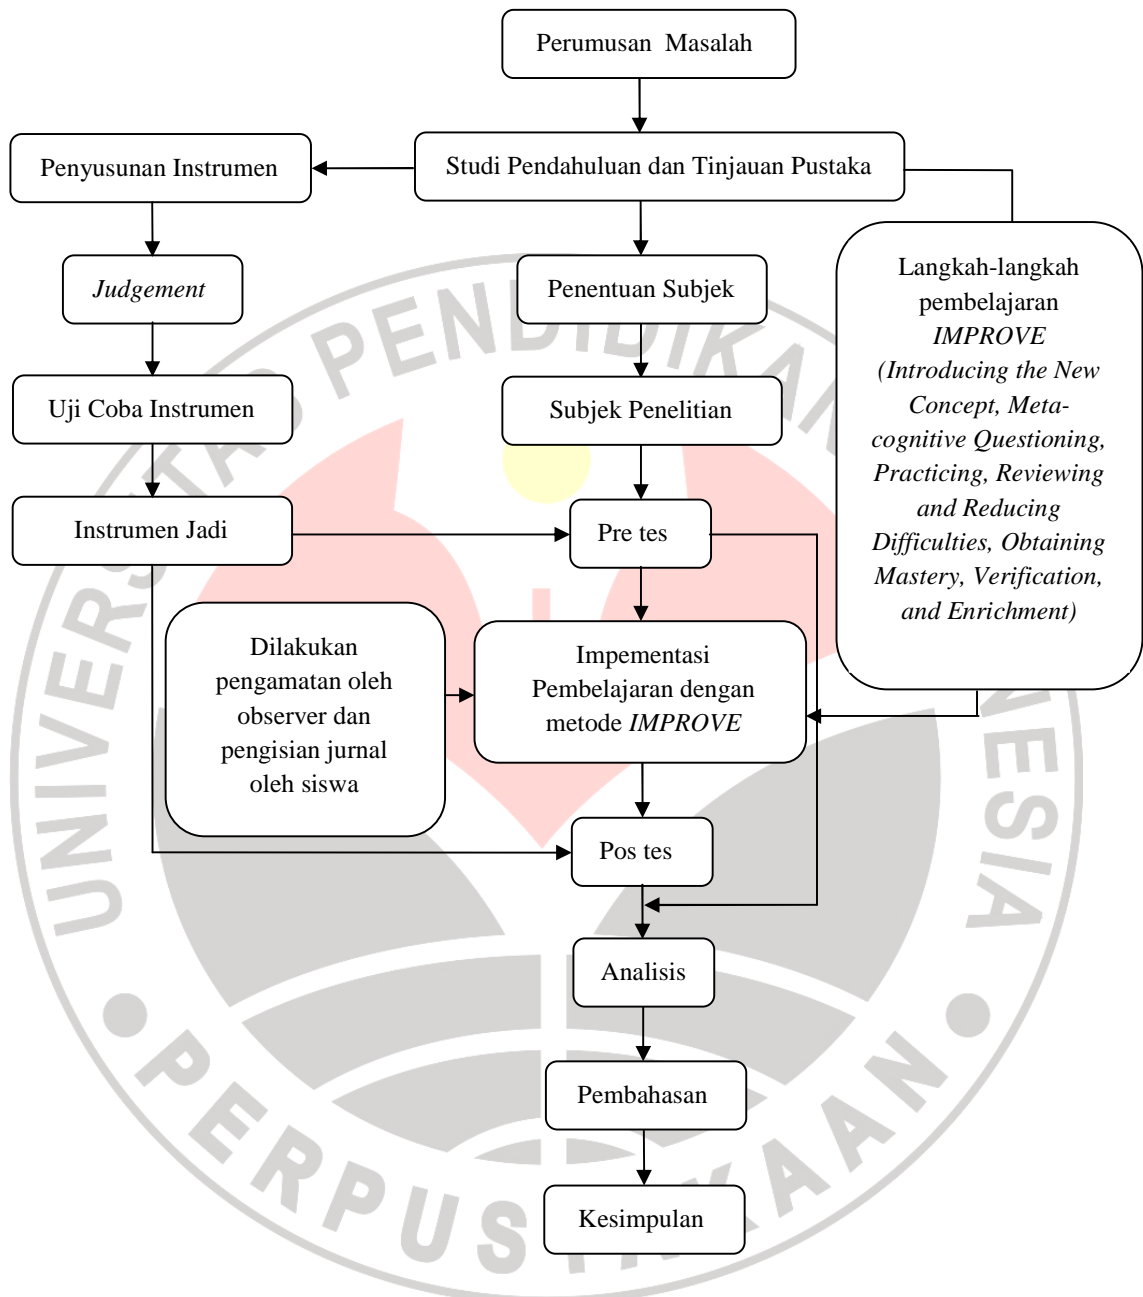 Perumusan Masalah
Penyusunan Instrumen
Studi Pendahuluan dan Tinjauan Pustaka
Judgement
Penentuan Subjek
Langkah-langkah
pembelajaran
IMPROVE
(Introducing the New
Concept, Meta-
cognitive Questioning,
Practicing, Reviewing
and Reducing
Difficulties, Obtaining
Mastery, Verification,
and Enrichment)
Uji Coba Instrumen
Subjek Penelitian
Instrumen Jadi
Pre tes
Dilakukan
pengamatan oleh
observer dan
pengisian jurnal
oleh siswa
Impementasi
Pembelajaran dengan
metode IMPROVE
Pos tes
Analisis
Pembahasan
Kesimpulan
UNIVERSITAS PENDIDIKAN NESIA
PERPUSTAKAAN